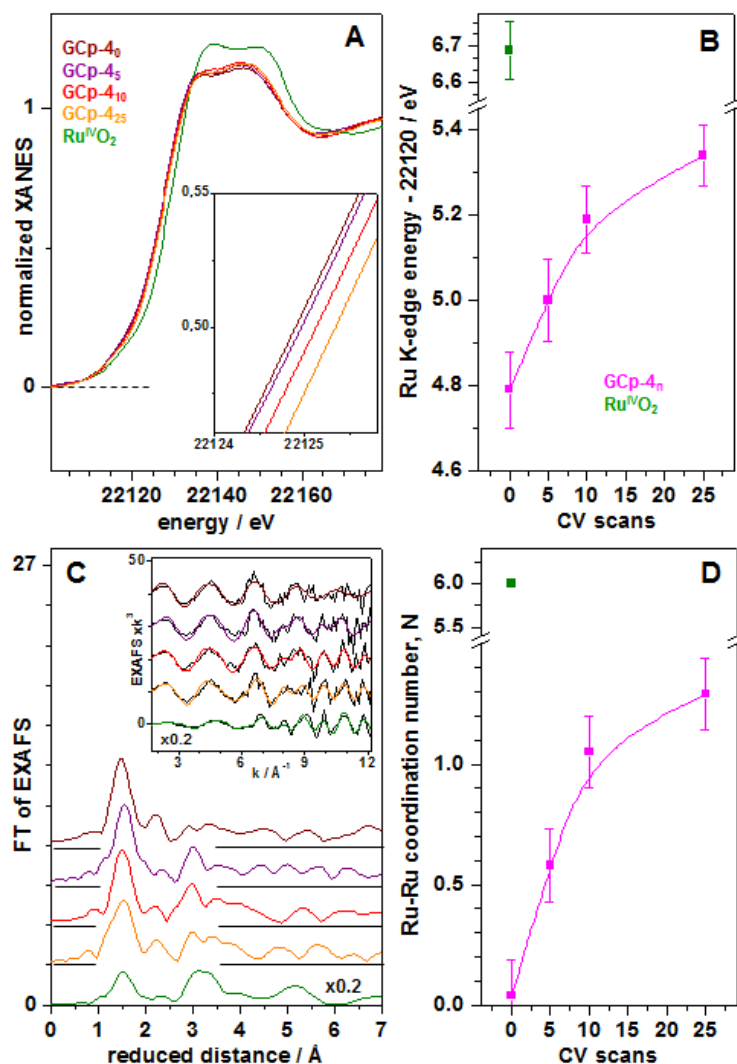 A
GCp-4₀
GCp-4₅
GCp-4₁₀
GCp-4₂₅
RuᴵⱽO₂
normalized XANES
1
0
0,55
0,50
22124 22125
22120 22140 22160
energy / eV
B
Ru K-edge energy - 22120 / eV
6.7
6.6
5.4
5.2
5.0
4.8
4.6
GCp-4ₙ
RuᴵⱽO₂
0 5 10 15 20 25
CV scans
C
FT of EXAFS
27
0
EXAFS xk³
50
0
x0.2
3 6 9 12
k / Å⁻¹
x0.2
0 1 2 3 4 5 6 7
reduced distance / Å
D
Ru-Ru coordination number, N
6.0
5.5
1.0
0.5
0.0
0 5 10 15 20 25
CV scans